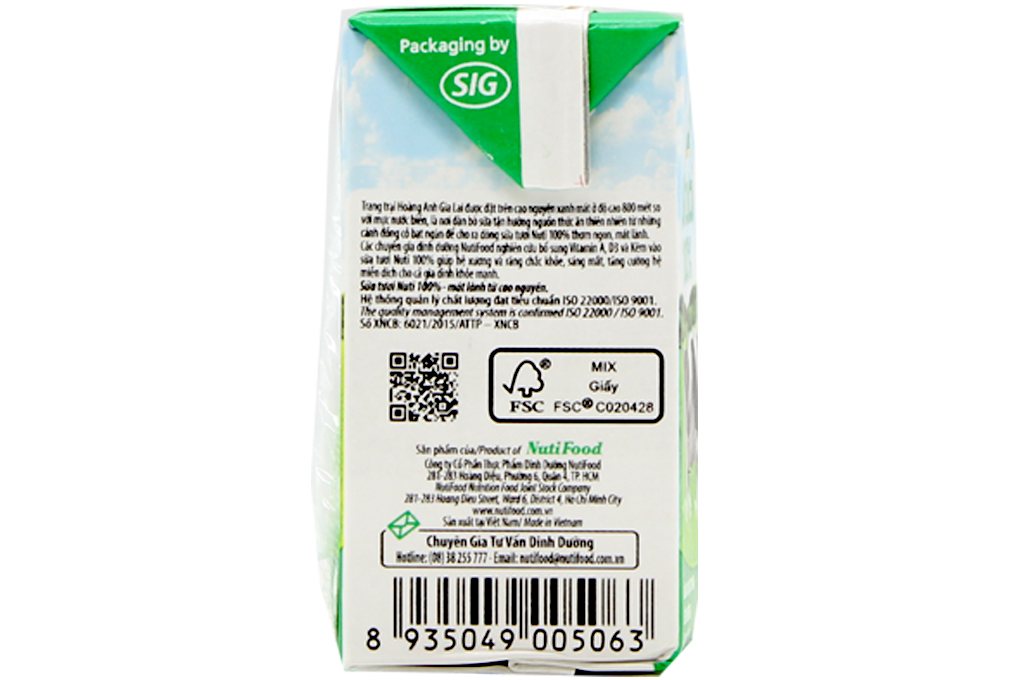 Packaging by
SIG
Trang trại Hoàng Anh Gia Lai được đặt trên cao nguyên xanh mát ở độ cao 800 mét so
với mực nước biển, là nơi đàn bò sữa tận hưởng nguồn thức ăn thiên nhiên từ những
cánh đồng cỏ bạt ngàn để cho ra dòng sữa tươi Nuti 100% thơm ngon, mát lành.
Các chuyên gia dinh dưỡng NutiFood nghiên cứu bổ sung Vitamin A, D3 và Kẽm vào
sữa tươi Nuti 100% giúp hệ xương và răng chắc khỏe, sáng mắt, tăng cường hệ
miễn dịch cho cả gia đình khỏe mạnh.
Sữa tươi Nuti 100% - mát lành từ cao nguyên.
Hệ thống quản lý chất lượng đạt tiêu chuẩn ISO 22000/ISO 9001.
The quality management system is confirmed ISO 22000 / ISO 9001.
Số XNCB: 6021/2015/ATTP – XNCB
MIX
Giấy
FSC FSC® C020428
Sản phẩm của/Product of NutiFood
Công ty Cổ Phần Thực Phẩm Dinh Dưỡng NutiFood
281-283 Hoàng Diệu, Phường 6, Quận 4, TP. HCM
NutiFood Nutrition Food Joint Stock Company
281-283 Hoang Dieu Street, Ward 6, District 4, Ho Chi Minh City
www.nutifood.com.vn
Sản xuất tại Việt Nam/ Made in Vietnam
Chuyên Gia Tư Vấn Dinh Dưỡng
Hotline: (08) 38 255 777 - Email: nutifood@nutifood.com.vn
8 935049 005063